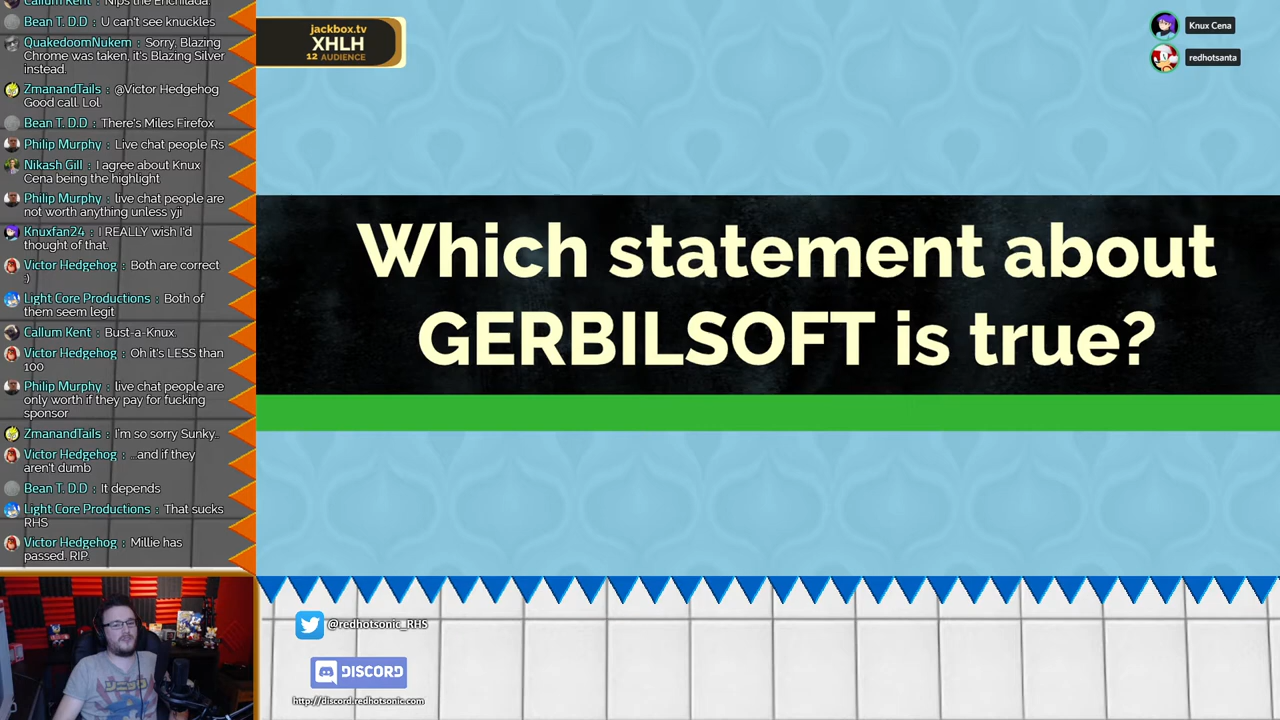 Callum Kent : Nips the Enchilada.
Bean T. D.D : U can't see knuckles
QuakedoomNukem : Sorry, Blazing
Chrome was taken, it's Blazing Silver
instead.
ZmanandTails : @Victor Hedgehog
Good call. Lol.
Bean T. D.D : There's Miles Firefox
Philip Murphy : Live chat people Rs
Nikash Gill : I agree about Knux
Cena being the highlight
Philip Murphy : live chat people are
not worth anything unless yji
Knuxfan24 : I REALLY wish I'd
thought of that.
Victor Hedgehog : Both are correct
:)
Light Core Productions : Both of
them seem legit
Callum Kent : Bust-a-Knux.
Victor Hedgehog : Oh it's LESS than
100
Philip Murphy : live chat people are
only worth if they pay for fucking
sponsor
ZmanandTails : I'm so sorry Sunky...
Victor Hedgehog : ...and if they
aren't dumb
Bean T. D.D : It depends
Light Core Productions : That sucks
RHS
Victor Hedgehog : Millie has
passed. RIP.
jackbox.tv
XHLH
12 AUDIENCE
Knux Cena
redhotsanta
Which statement about
GERBILSOFT is true?
@redhotsonic_RHS
DISCORD
http://discord.redhotsonic.com